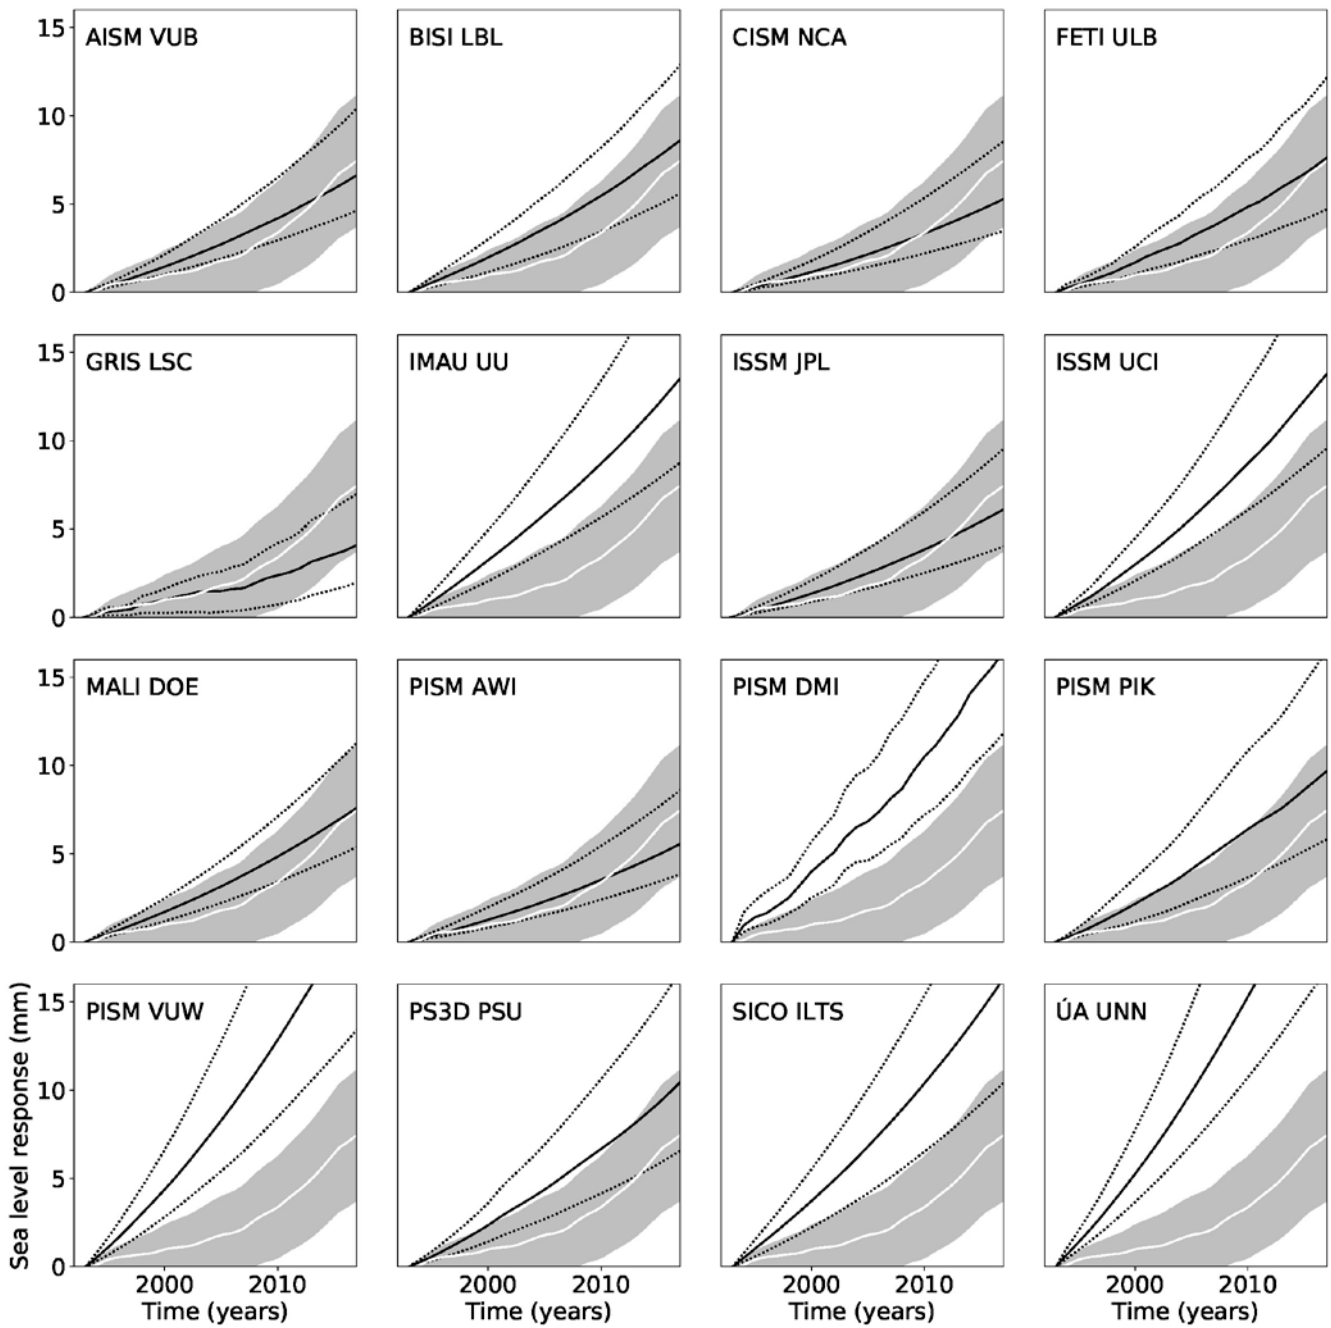 15 AISM VUB BISI LBL CISM NCA FETI ULB
10
5
0
15 GRIS LSC IMAU UU ISSM JPL ISSM UCI
10
5
0
15 MALI DOE PISM AWI PISM DMI PISM PIK
10
5
0
Sea level response (mm)
15 PISM VUW PS3D PSU SICO ILTS ÚA UNN
10
5
0
2000 2010 2000 2010 2000 2010 2000 2010
Time (years) Time (years) Time (years) Time (years)